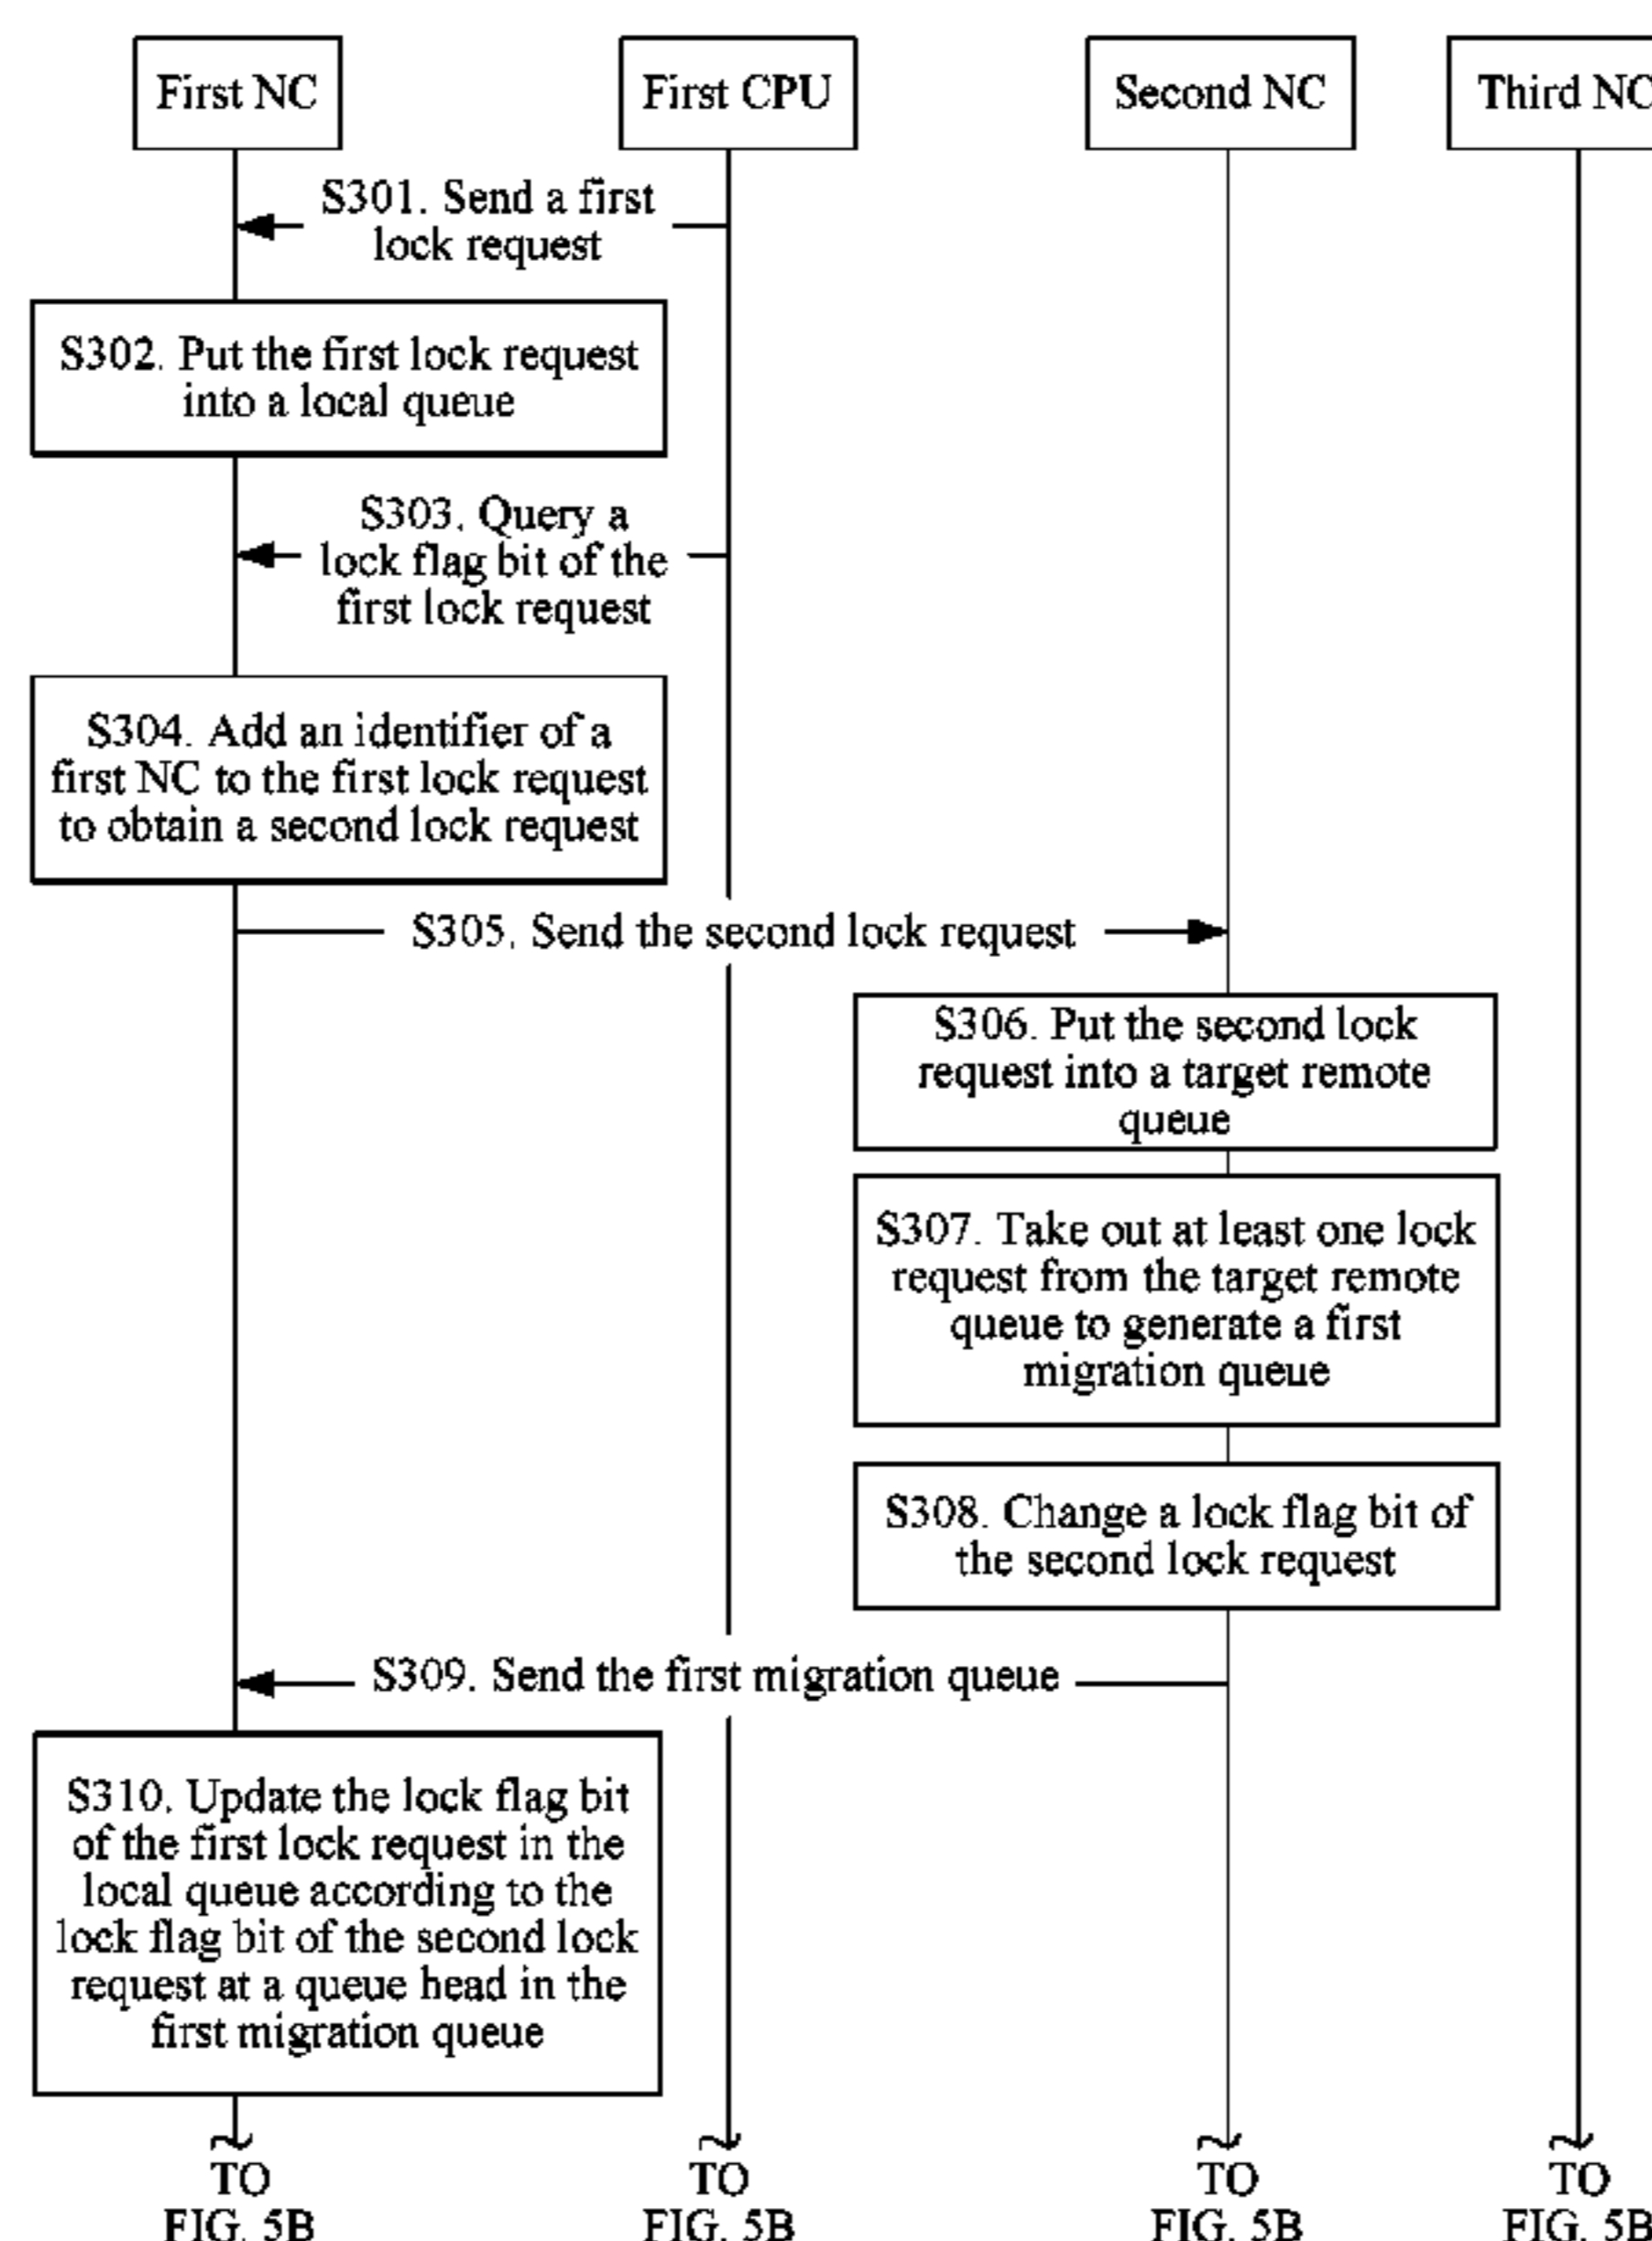 First NC
First CPU
Second NC
Third NC
S301. Send a first
lock request
S302. Put the first lock request
into a local queue
S303. Query a
lock flag bit of the
first lock request
S304. Add an identifier of a
first NC to the first lock request
to obtain a second lock request
S305. Send the second lock request
S306. Put the second lock
request into a target remote
queue
S307. Take out at least one lock
request from the target remote
queue to generate a first
migration queue
S308. Change a lock flag bit of
the second lock request
S309. Send the first migration queue
S310. Update the lock flag bit
of the first lock request in the
local queue according to the
lock flag bit of the second lock
request at a queue head in the
first migration queue
TO
FIG. 5B
TO
FIG. 5B
TO
FIG. 5B
TO
FIG. 5B